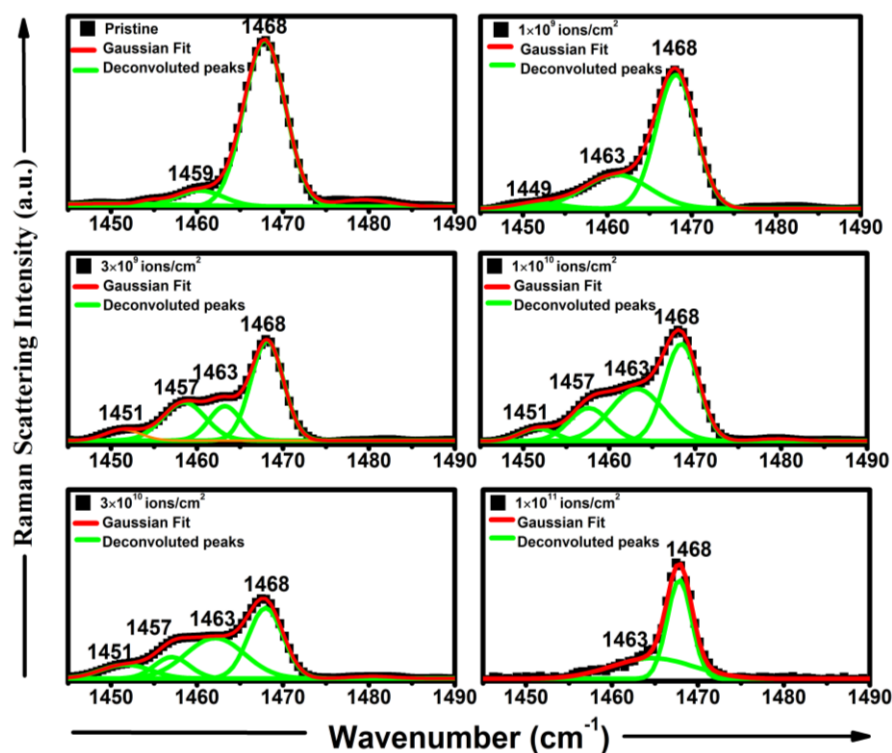 Raman Scattering Intensity (a.u.)
Pristine
Gaussian Fit
Deconvoluted peaks
1468
1459
1450 1460 1470 1480 1490
1×10⁹ ions/cm²
Gaussian Fit
Deconvoluted peaks
1468
1463
1449
1450 1460 1470 1480 1490
3×10⁹ ions/cm²
Gaussian Fit
Deconvoluted peaks
1468
1463
1457
1451
1450 1460 1470 1480 1490
1×10¹⁰ ions/cm²
Gaussian Fit
Deconvoluted peaks
1468
1463
1457
1451
1450 1460 1470 1480 1490
3×10¹⁰ ions/cm²
Gaussian Fit
Deconvoluted peaks
1468
1463
1457
1451
1450 1460 1470 1480 1490
1×10¹¹ ions/cm²
Gaussian Fit
Deconvoluted peaks
1468
1463
1450 1460 1470 1480 1490
Wavenumber (cm⁻¹)